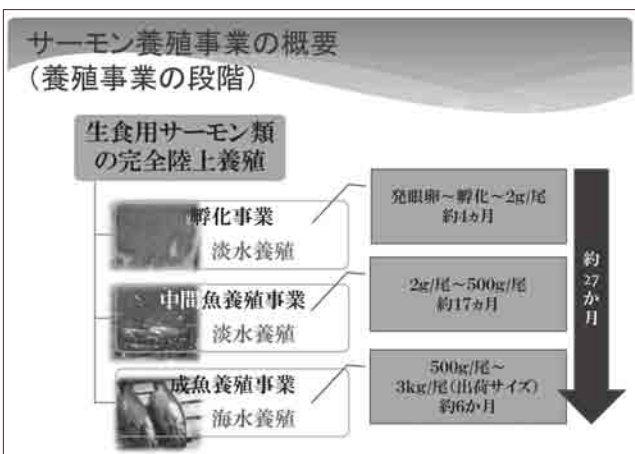 サーモン養殖事業の概要
（養殖事業の段階）
生食用サーモン類
の完全陸上養殖
孵化事業
淡水養殖
発眼卵～孵化～2g/尾
約4ヵ月
中間魚養殖事業
淡水養殖
2g/尾～500g/尾
約17ヵ月
成魚養殖事業
海水養殖
500g/尾～
3kg/尾(出荷サイズ)
約6か月
約27か月